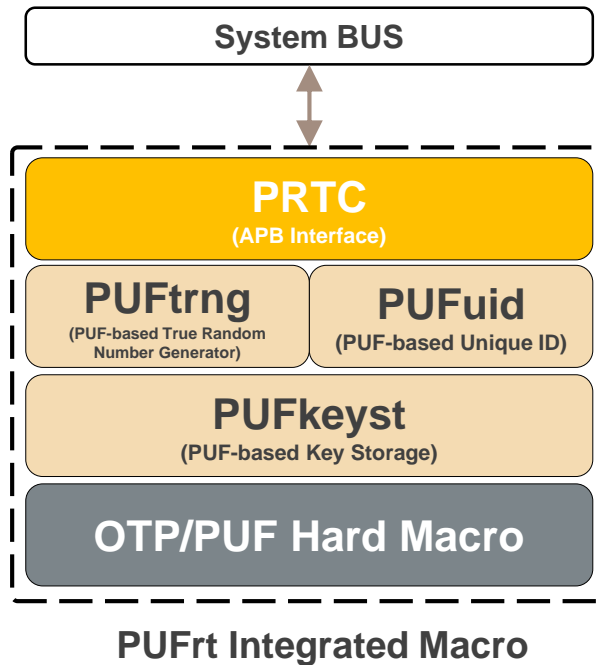 System BUS
PRTC
(APB Interface)
PUFtrng
(PUF-based True Random
Number Generator)
PUFuid
(PUF-based Unique ID)
PUFkeyst
(PUF-based Key Storage)
OTP/PUF Hard Macro
PUFrt Integrated Macro